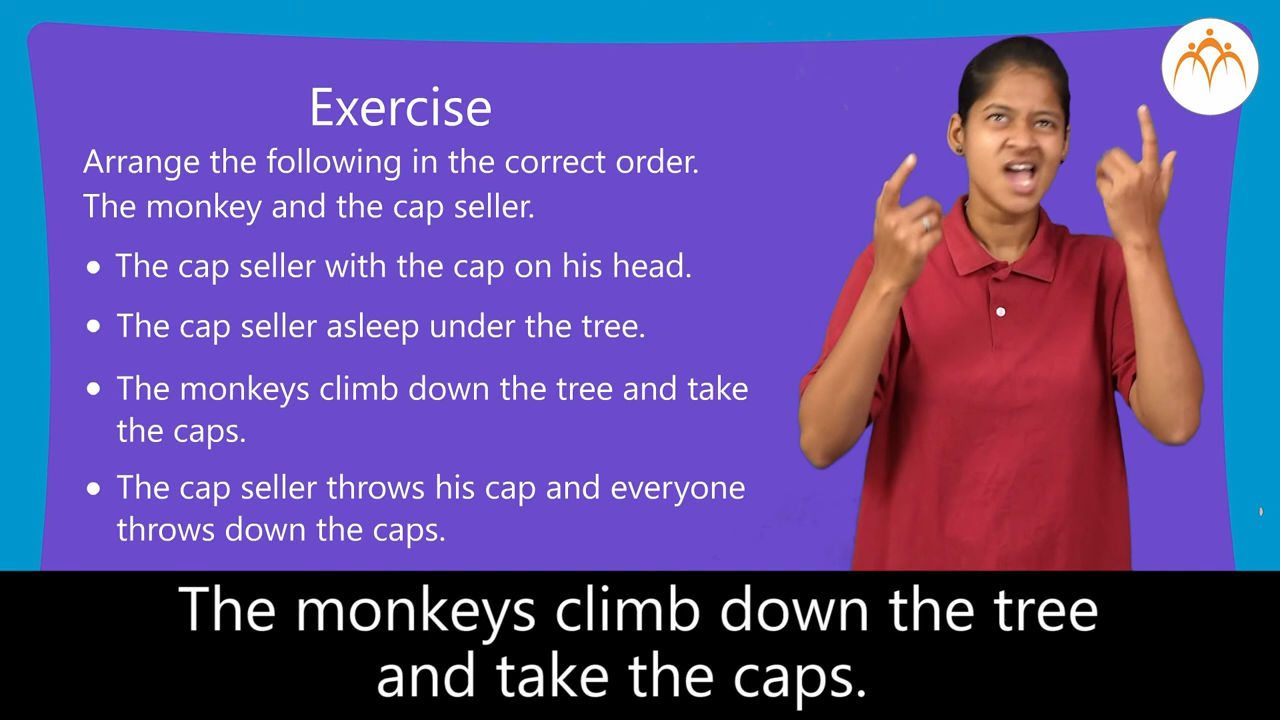 Exercise
Arrange the following in the correct order.
The monkey and the cap seller.
• The cap seller with the cap on his head.
• The cap seller asleep under the tree.
• The monkeys climb down the tree and take
the caps.
• The cap seller throws his cap and everyone
throws down the caps.
The monkeys climb down the tree
and take the caps.